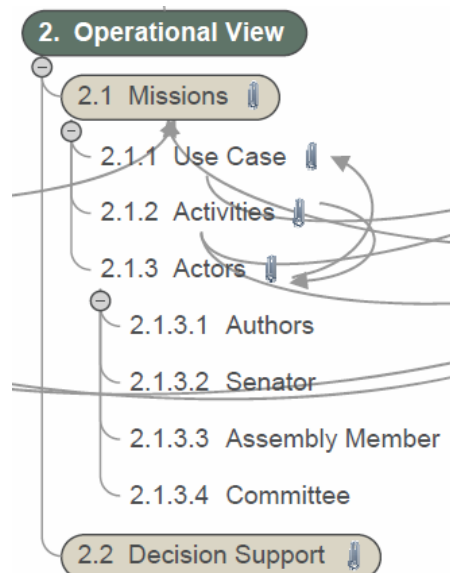 2. Operational View
2.1 Missions
2.1.1 Use Case
2.1.2 Activities
2.1.3 Actors
2.1.3.1 Authors
2.1.3.2 Senator
2.1.3.3 Assembly Member
2.1.3.4 Committee
2.2 Decision Support